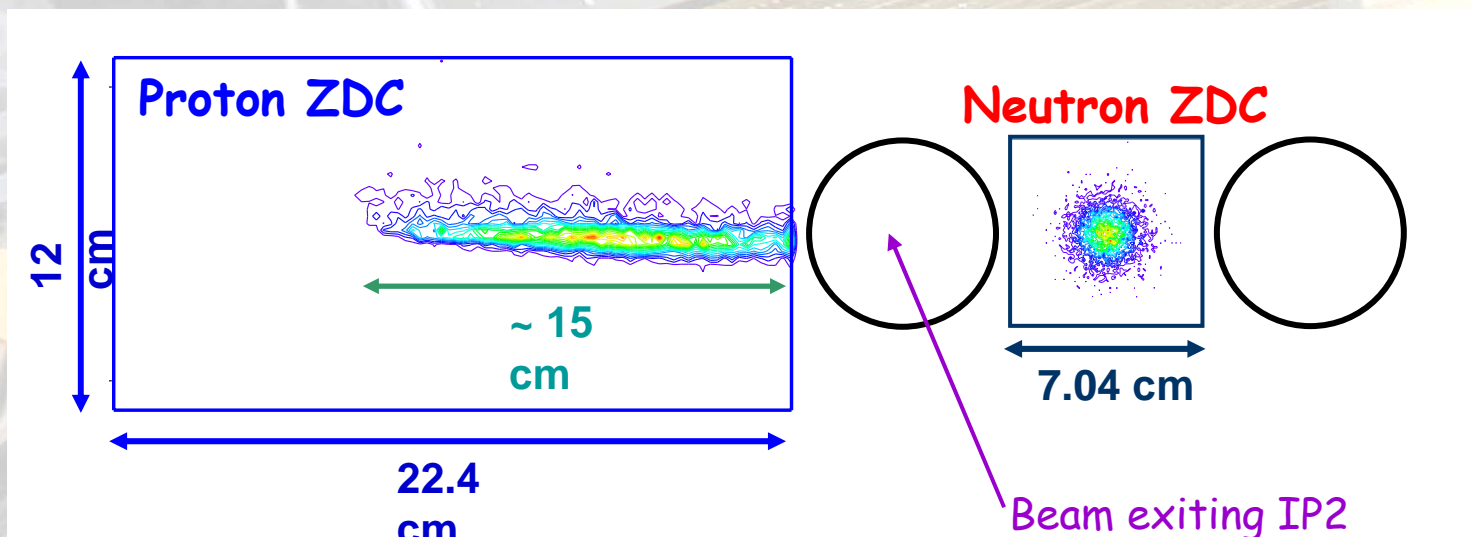 Proton ZDC
Neutron ZDC
12
cm
~ 15
cm
7.04 cm
22.4
cm
Beam exiting IP2